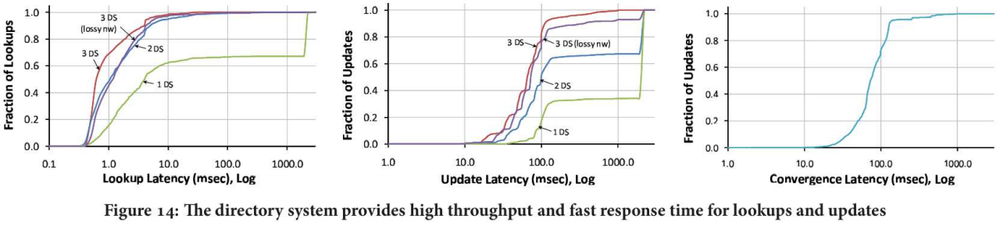 Fraction of Lookups
1.0
0.8
0.6
0.4
0.2
0.0
3 DS
(lossy nw)
3 DS
2 DS
1 DS
0.1 1.0 10.0 100.0 1000.0
Lookup Latency (msec), Log
Fraction of Updates
1.0
0.8
0.6
0.4
0.2
0.0
3 DS
3 DS (lossy nw)
2 DS
1 DS
1.0 10.0 100.0 1000.0
Update Latency (msec), Log
Fraction of Updates
1.0
0.8
0.6
0.4
0.2
0.0
1.0 10.0 100.0 1000.0
Convergence Latency (msec), Log
Figure 14: The directory system provides high throughput and fast response time for lookups and updates